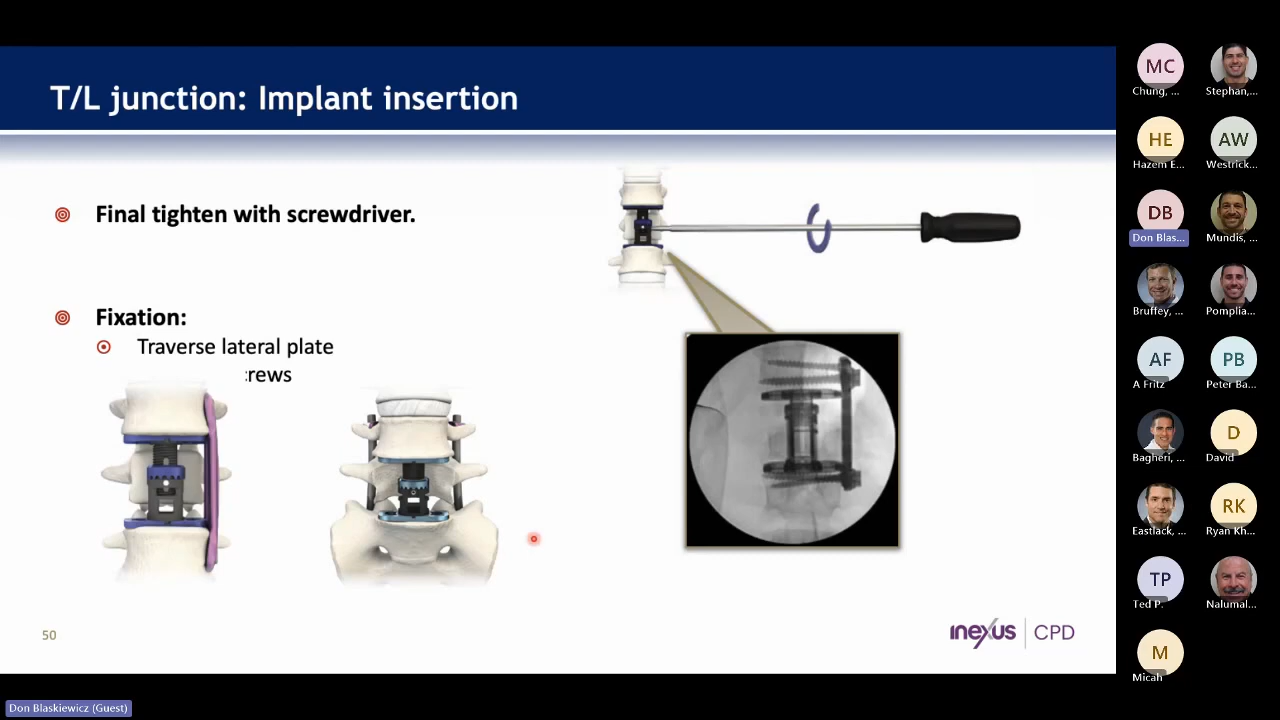 T/L junction: Implant insertion
Final tighten with screwdriver.
Fixation:
Traverse lateral plate
crews
50
inexus | CPD
MC
Chung, ...
Stephan,...
HE
Hazem E...
AW
Westrick...
DB
Don Blas...
Mundis, ...
Bruffey, ...
Pomplia...
AF
A Fritz
PB
Peter Ba...
Bagheri, ...
D
David
Eastlack, ...
RK
Ryan Kh...
TP
Ted P.
Nalumal...
M
Micah
Don Blaskiewicz (Guest)